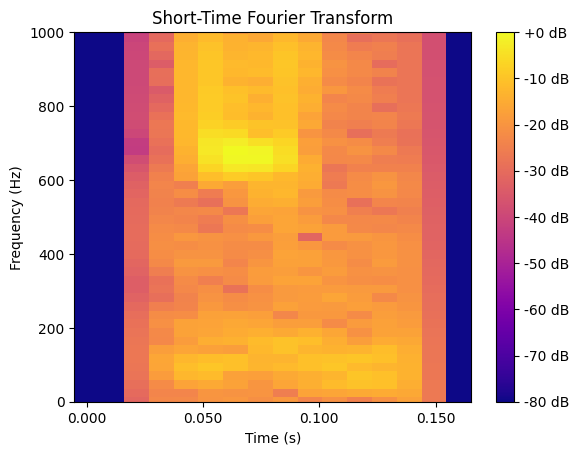 Short-Time Fourier Transform
1000
800
600
400
200
0
Frequency (Hz)
0.000
0.050
0.100
0.150
Time (s)
+0 dB
-10 dB
-20 dB
-30 dB
-40 dB
-50 dB
-60 dB
-70 dB
-80 dB